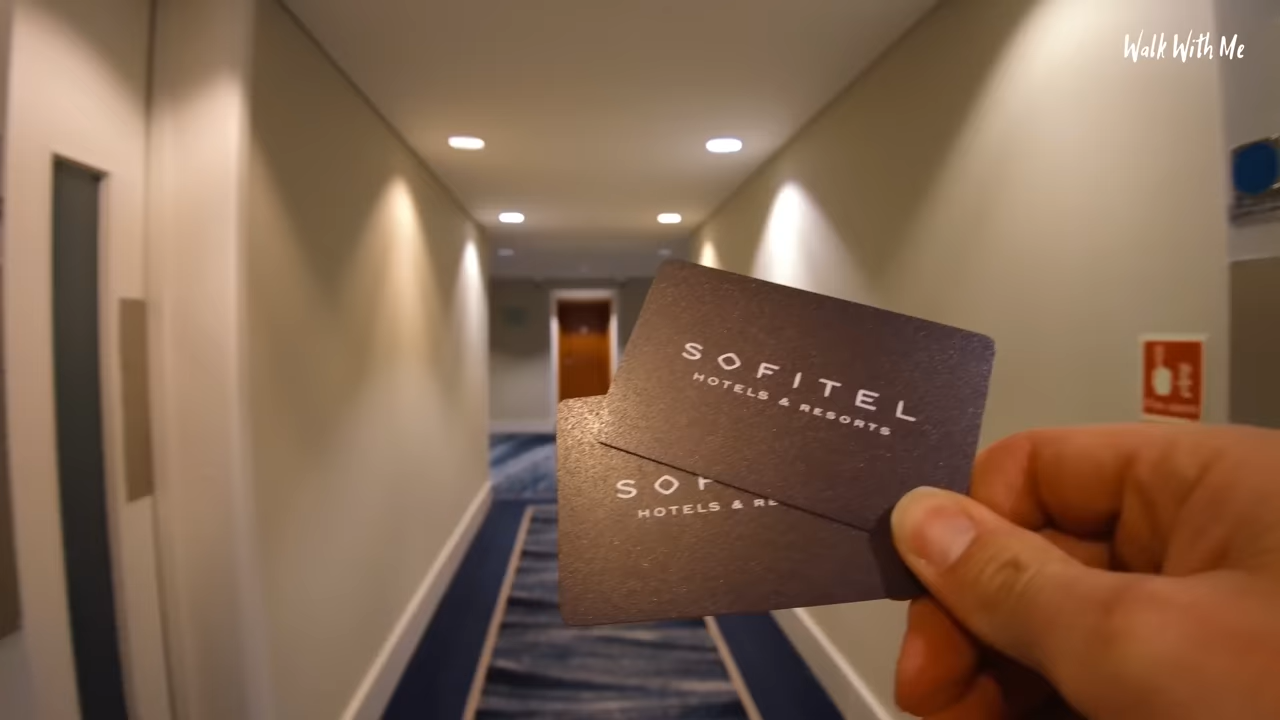 Walk With Me
SOFITEL
HOTELS & RESORTS
SOF
HOTELS & RE